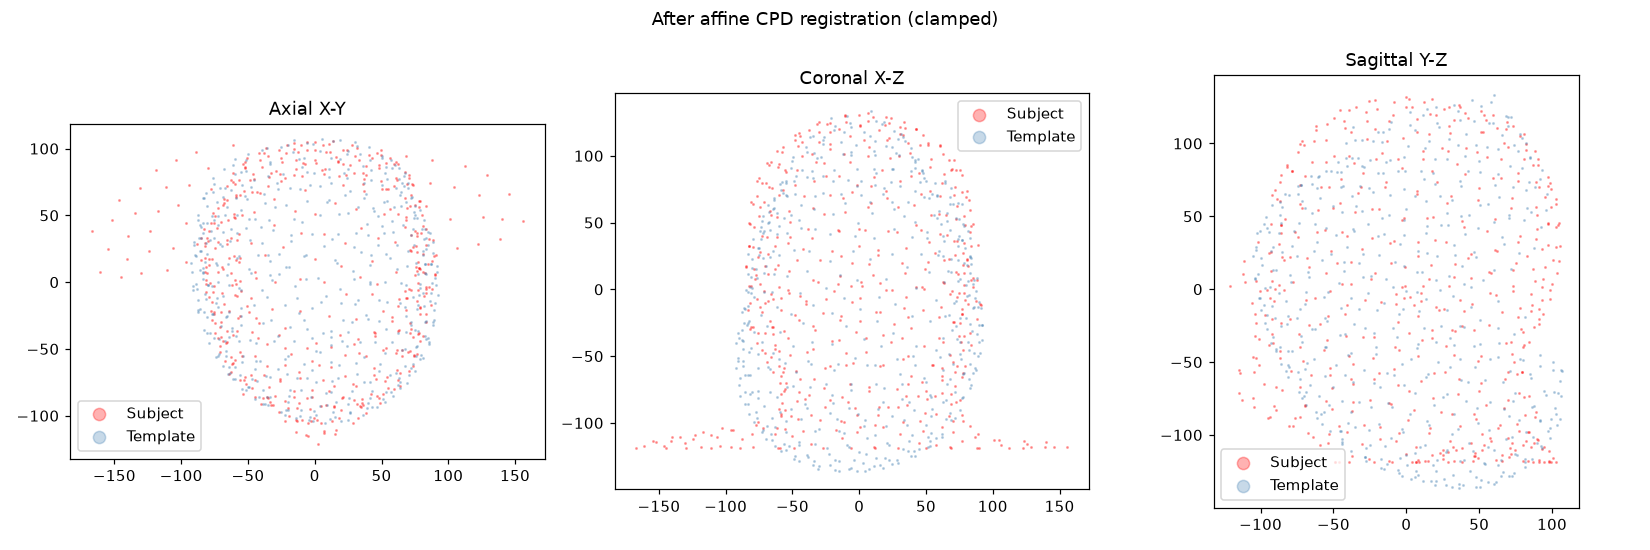 After affine CPD registration (clamped)
Axial X-Y
100
50
0
−50
−100
Subject
Template
−150 −100 −50 0 50 100 150
Coronal X-Z
100
50
0
−50
−100
Subject
Template
−150 −100 −50 0 50 100 150
Sagittal Y-Z
100
50
0
−50
−100
Subject
Template
−100 −50 0 50 100